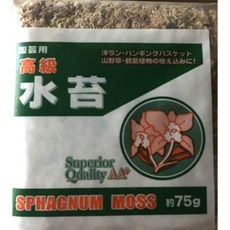 園芸用
高級
水苔
洋ラン・ハンギングバスケット
山野草・観葉植物の植え込みに!
Superior
Quality AA°
SPHAGNUM MOSS 約75g